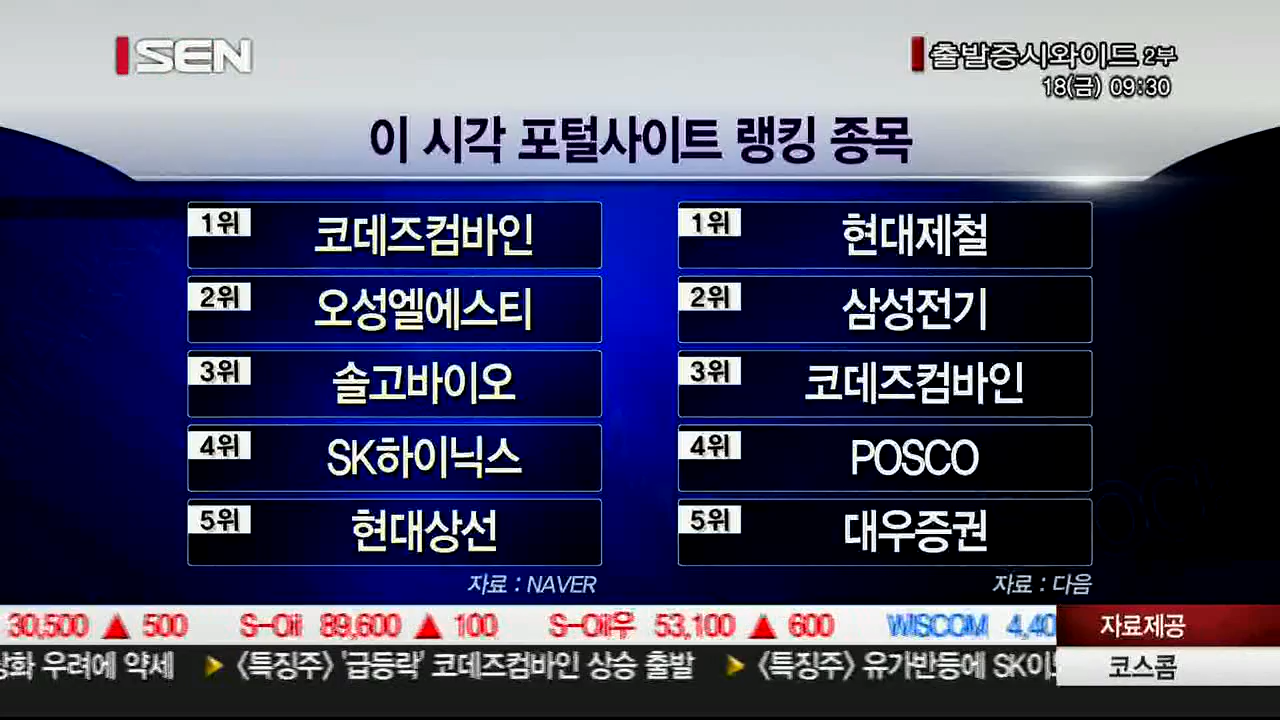 SEN
출발증시와이드 2부
18(금) 09:30
이 시각 포털사이트 랭킹 종목
1위 코데즈컴바인
2위 오성엘에스티
3위 솔고바이오
4위 SK하이닉스
5위 현대상선
자료 : NAVER
1위 현대제철
2위 삼성전기
3위 코데즈컴바인
4위 POSCO
5위 대우증권
자료 : 다음
30,500 ▲ 500 S-Oil 89,600 ▲ 100 S-Oil우 53,100 ▲ 600 WISCOM 4,40
자료제공
우려에 약세 ▶ <특징주> '급등락' 코데즈컴바인 상승 출발 ▶ <특징주> 유가반등에 SK이
코스콤